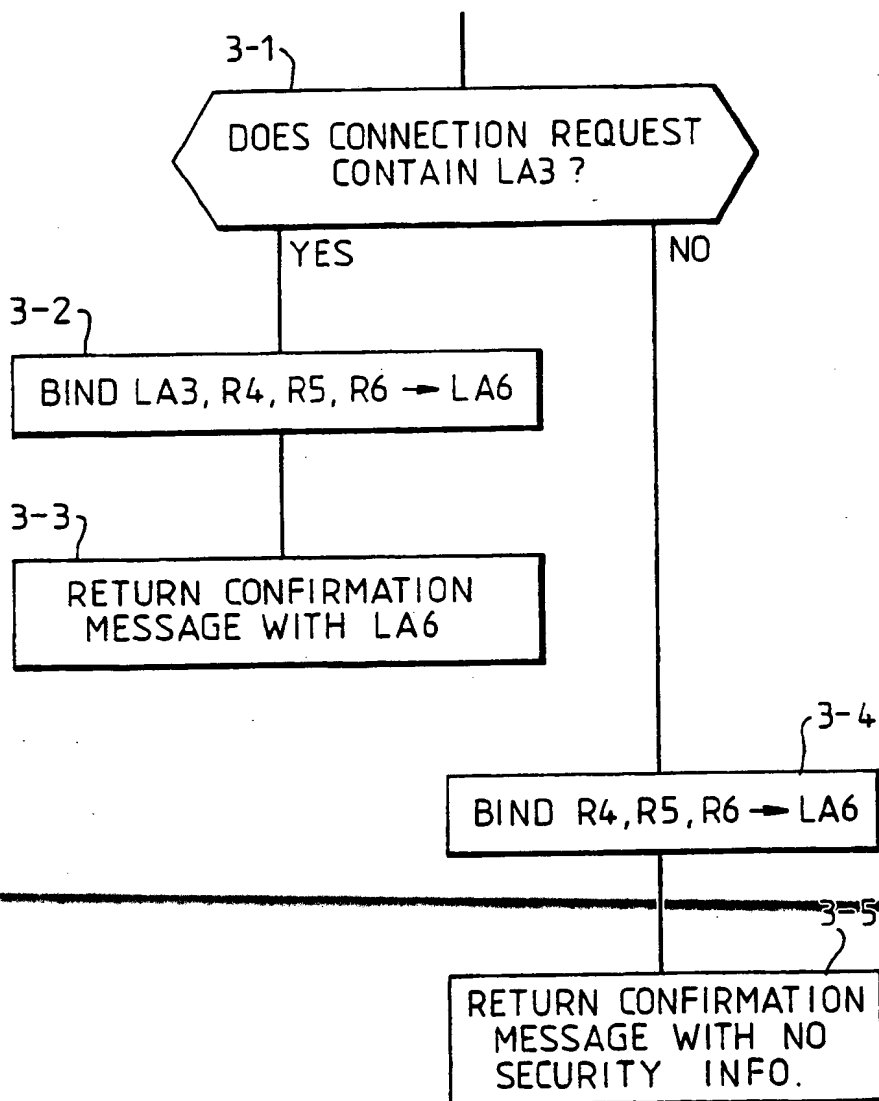 3-1
DOES CONNECTION REQUEST
CONTAIN LA3 ?
YES
NO
3-2
BIND LA3, R4, R5, R6 → LA6
3-3
RETURN CONFIRMATION
MESSAGE WITH LA6
3-4
BIND R4, R5, R6 → LA6
3-5
RETURN CONFIRMATION
MESSAGE WITH NO
SECURITY INFO.